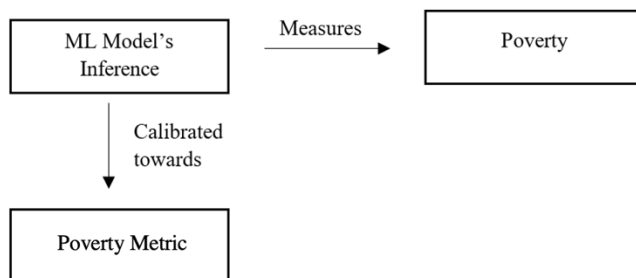 ML Model’s
Inference
Measures
Poverty
Calibrated
towards
Poverty Metric